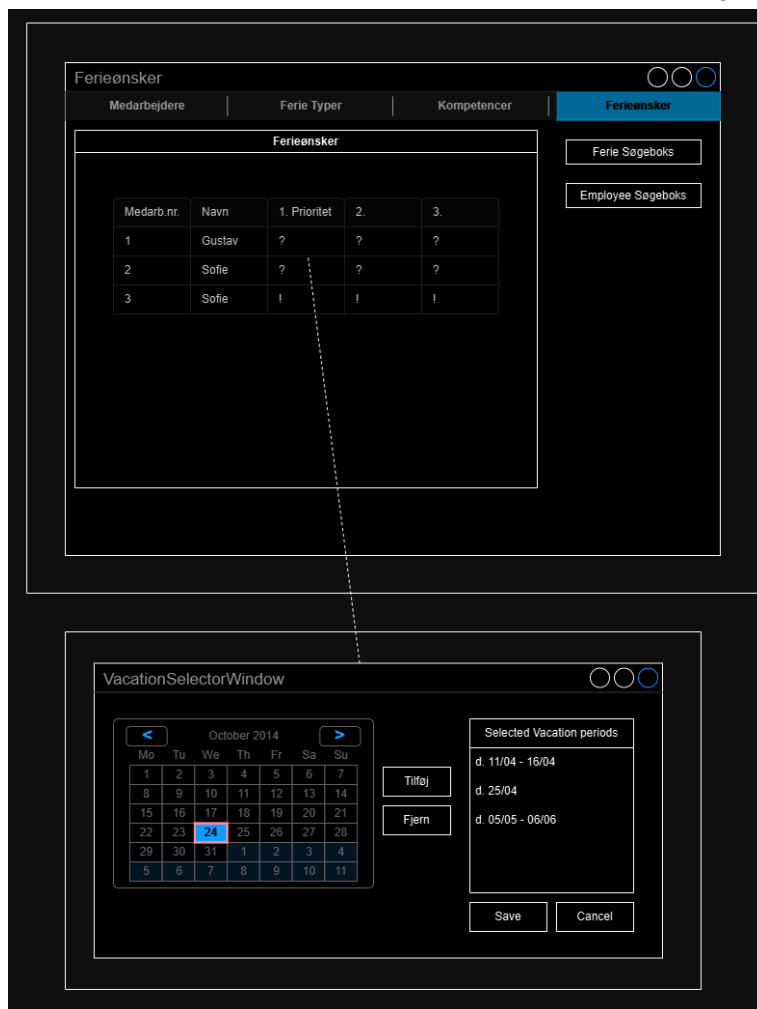 Ferieønsker
Medarbejdere | Ferie Typer | Kompetencer | Ferieønsker
Ferieønsker
Ferie Søgeboks
Employee Søgeboks
Medarb.nr. Navn 1. Prioritet 2. 3.
1 Gustav ? ? ?
2 Sofie ? ? ?
3 Sofie ! ! !
VacationSelectorWindow
< October 2014 >
Mo Tu We Th Fr Sa Su
1 2 3 4 5 6 7
8 9 10 11 12 13 14
15 16 17 18 19 20 21
22 23 24 25 26 27 28
29 30 31 1 2 3 4
5 6 7 8 9 10 11
Tilføj
Fjern
Selected Vacation periods
d. 11/04 - 16/04
d. 25/04
d. 05/05 - 06/06
Save
Cancel